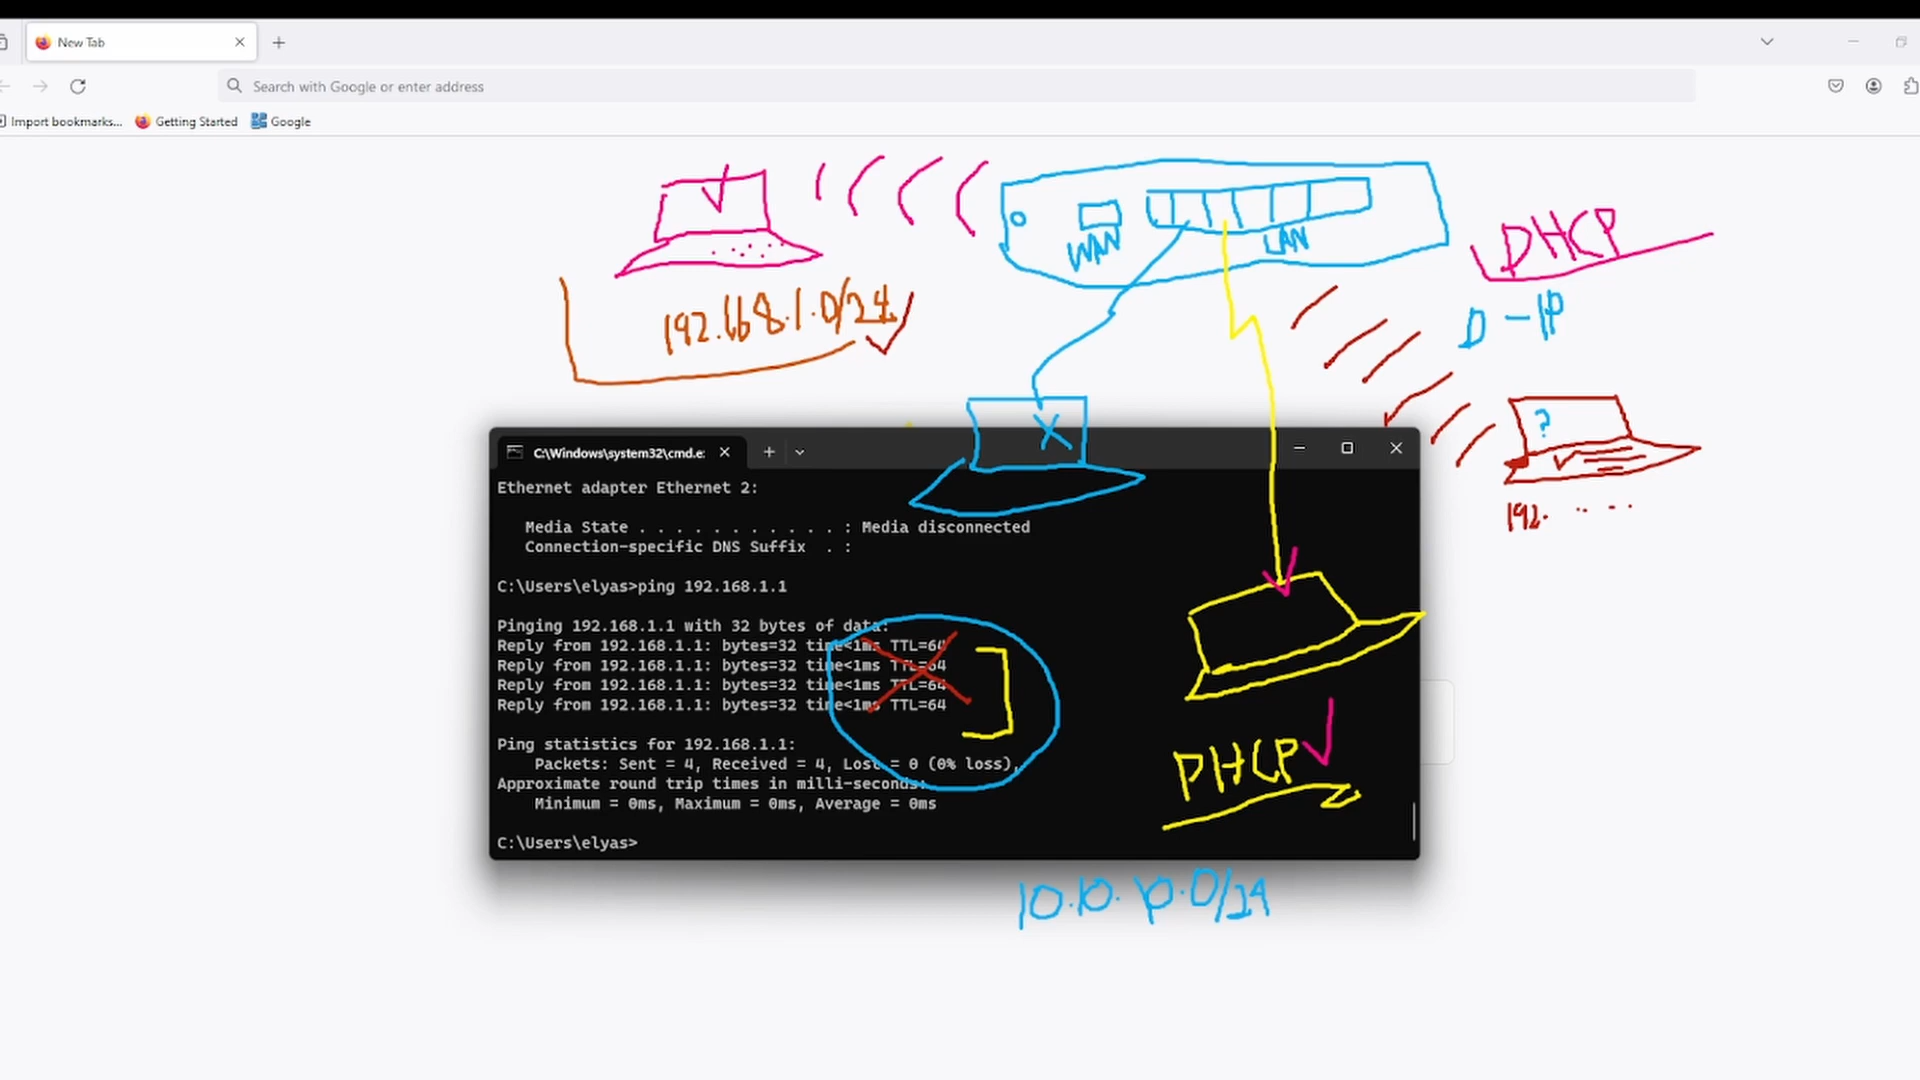 New Tab
Search with Google or enter address
Import bookmarks... Getting Started Google
WAN
LAN
DHCP
192.168.1.0/24
D - IP
?
192. .. . . .
C:\Windows\system32\cmd.e:
Ethernet adapter Ethernet 2:
Media State . . . . . . . . . . . : Media disconnected
Connection-specific DNS Suffix  . :
C:\Users\elyas>ping 192.168.1.1
Pinging 192.168.1.1 with 32 bytes of data:
Reply from 192.168.1.1: bytes=32 time<1ms TTL=64
Reply from 192.168.1.1: bytes=32 time<1ms TTL=64
Reply from 192.168.1.1: bytes=32 time<1ms TTL=64
Reply from 192.168.1.1: bytes=32 time<1ms TTL=64
Ping statistics for 192.168.1.1:
Packets: Sent = 4, Received = 4, Lost = 0 (0% loss),
Approximate round trip times in milli-seconds:
Minimum = 0ms, Maximum = 0ms, Average = 0ms
DHCP
C:\Users\elyas>
10.10.10.0/24